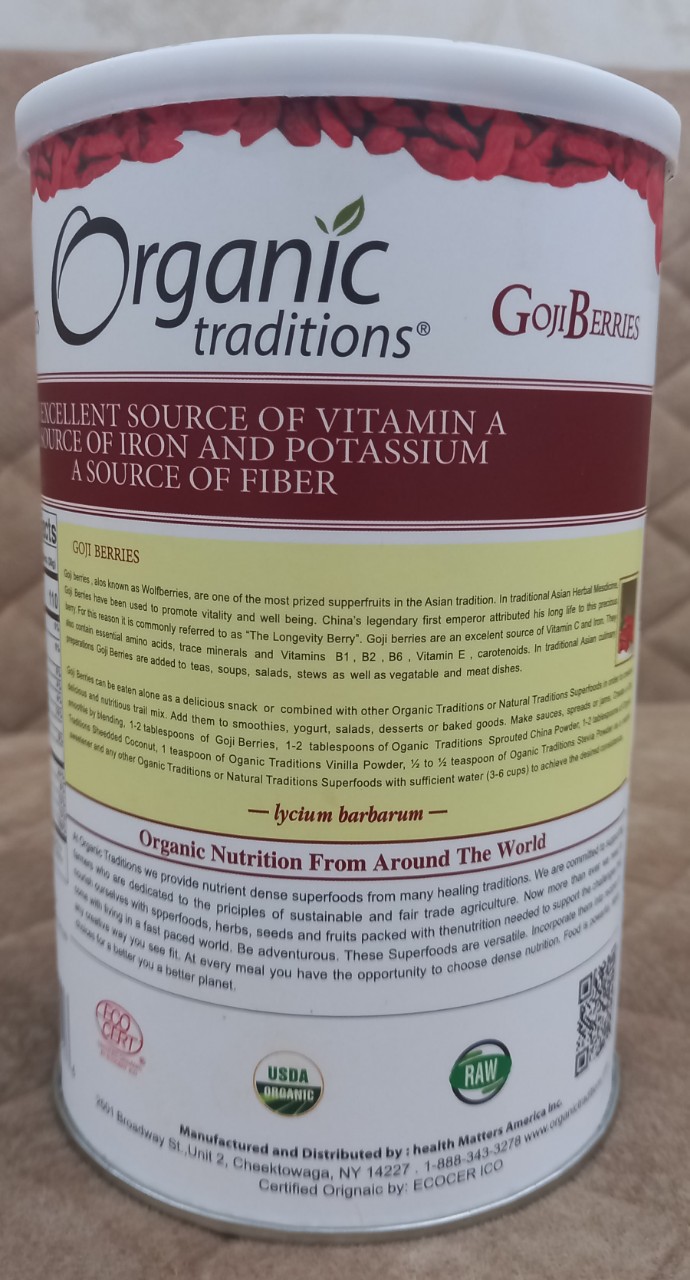 Organic
traditions®
GOJIBERRIES
EXCELLENT SOURCE OF VITAMIN A
SOURCE OF IRON AND POTASSIUM
A SOURCE OF FIBER
cts
110
GOJI BERRIES
Goji berries , alos known as Wolfberries, are one of the most prized supperfruits in the Asian tradition. In traditional Asian Herbal
Goji Berries have been used to promote vitality and well being. China's legendary first emperor attributed his long life to this precious
berry. For this reason it is commonly referred to as "The Longevity Berry". Goji berries are an excelent source of Vitamin C and Iron. They
also contain essential amino acids, trace minerals and Vitamins B1 , B2 , B6 , Vitamin E , carotenoids. In traditional Asian culinary
preparations Goji Berries are added to teas, soups, salads, stews as well as vegatable and meat dishes.
Goji Berries can be eaten alone as a delicious snack or combined with other Organic Traditions or Natural Traditions Superfoods in
delicious and nutritious trail mix. Add them to smoothies, yogurt, salads, desserts or baked goods. Make sauces, spreads or jams.
smoothie by blending, 1-2 tablespoons of Goji Berries, 1-2 tablespoons of Oganic Traditions Sprouted China Powder, 1-2
Traditions Sheedded Coconut, 1 teaspoon of Oganic Traditions Vinilla Powder, ½ to ½ teaspoon of Oganic Traditions Stevia Powder
sweetener and any other Oganic Traditions or Natural Traditions Superfoods with sufficient water (3-6 cups) to achieve the desired
— lycium barbarum —
Organic Nutrition From Around The World
At Organic Traditions we provide nutrient dense superfoods from many healing traditions. We are committed to
farmers who are dedicated to the priciples of sustainable and fair trade agriculture. Now more than ever we
nourish ourselves with spperfoods, herbs, seeds and fruits packed with thenutrition needed to support the
come with living in a fast paced world. Be adventurous. These Superfoods are versatile. Incorporate them
any creative way you see fit. At every meal you have the opportunity to choose dense nutrition. Food
choices for a better you a better planet.
ECO
CERT
USDA
ORGANIC
RAW
Manufactured and Distributed by : health Matters America Inc.
2601 Broadway St.,Unit 2, Cheektowaga, NY 14227 . 1-888-343-3278
Certified Orignaic by: ECOCER ICO